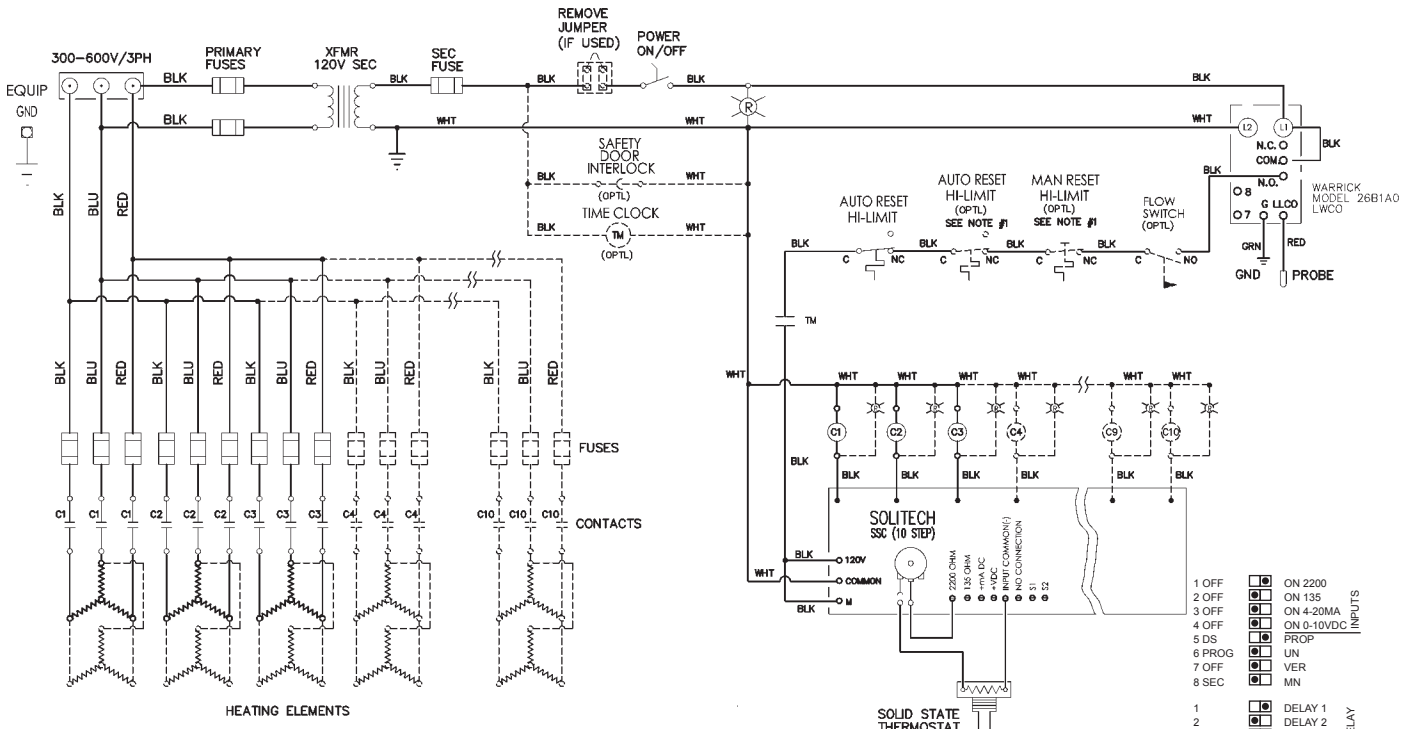 REMOVE
JUMPER
(IF USED)
POWER
ON/OFF
300-600V/3PH
PRIMARY
FUSES
XFMR
120V SEC
SEC
FUSE
EQUIP
GND
BLK
BLK
BLK
BLK
BLK
BLK
WHT
WHT
WHT
R
L2
L1
N.C.
COM.
N.O.
8
7
G
LLCO
BLK
BLK
WARRICK
MODEL 26B1A0
LWCO
GRN
RED
GND
PROBE
SAFETY
DOOR
INTERLOCK
(OPTL)
BLK
WHT
TIME CLOCK
TM
(OPTL)
BLK
WHT
BLK
BLU
RED
AUTO RESET
HI-LIMIT
AUTO RESET
HI-LIMIT
(OPTL)
SEE NOTE #1
MAN RESET
HI-LIMIT
(OPTL)
SEE NOTE #1
FLOW
SWITCH
(OPTL)
BLK
C
NC
BLK
C
NC
BLK
C
NC
BLK
C
NO
TM
BLK
BLU
RED
BLK
BLU
RED
BLK
BLU
RED
BLK
BLU
RED
BLK
BLU
RED
WHT
WHT
WHT
WHT
WHT
WHT
WHT
R
R
R
R
R
R
C1
C2
C3
C4
C9
C10
BLK
BLK
BLK
BLK
BLK
BLK
BLK
FUSES
C1
C1
C1
C2
C2
C2
C3
C3
C3
C4
C4
C4
C10
C10
C10
CONTACTS
SOLITECH
SSC (10 STEP)
BLK
120V
WHT
COMMON
BLK
M
2200 OHM
135 OHM
+mA DC
+VDC
INPUT COMMON(-)
NO CONNECTION
S1
S2
HEATING ELEMENTS
SOLID STATE
THERMOSTAT
1 OFF ON 2200
2 OFF ON 135
3 OFF ON 4-20MA
4 OFF ON 0-10VDC
INPUTS
5 DS PROP
6 PROG UN
7 OFF VER
8 SEC MN
1 DELAY 1
2 DELAY 2